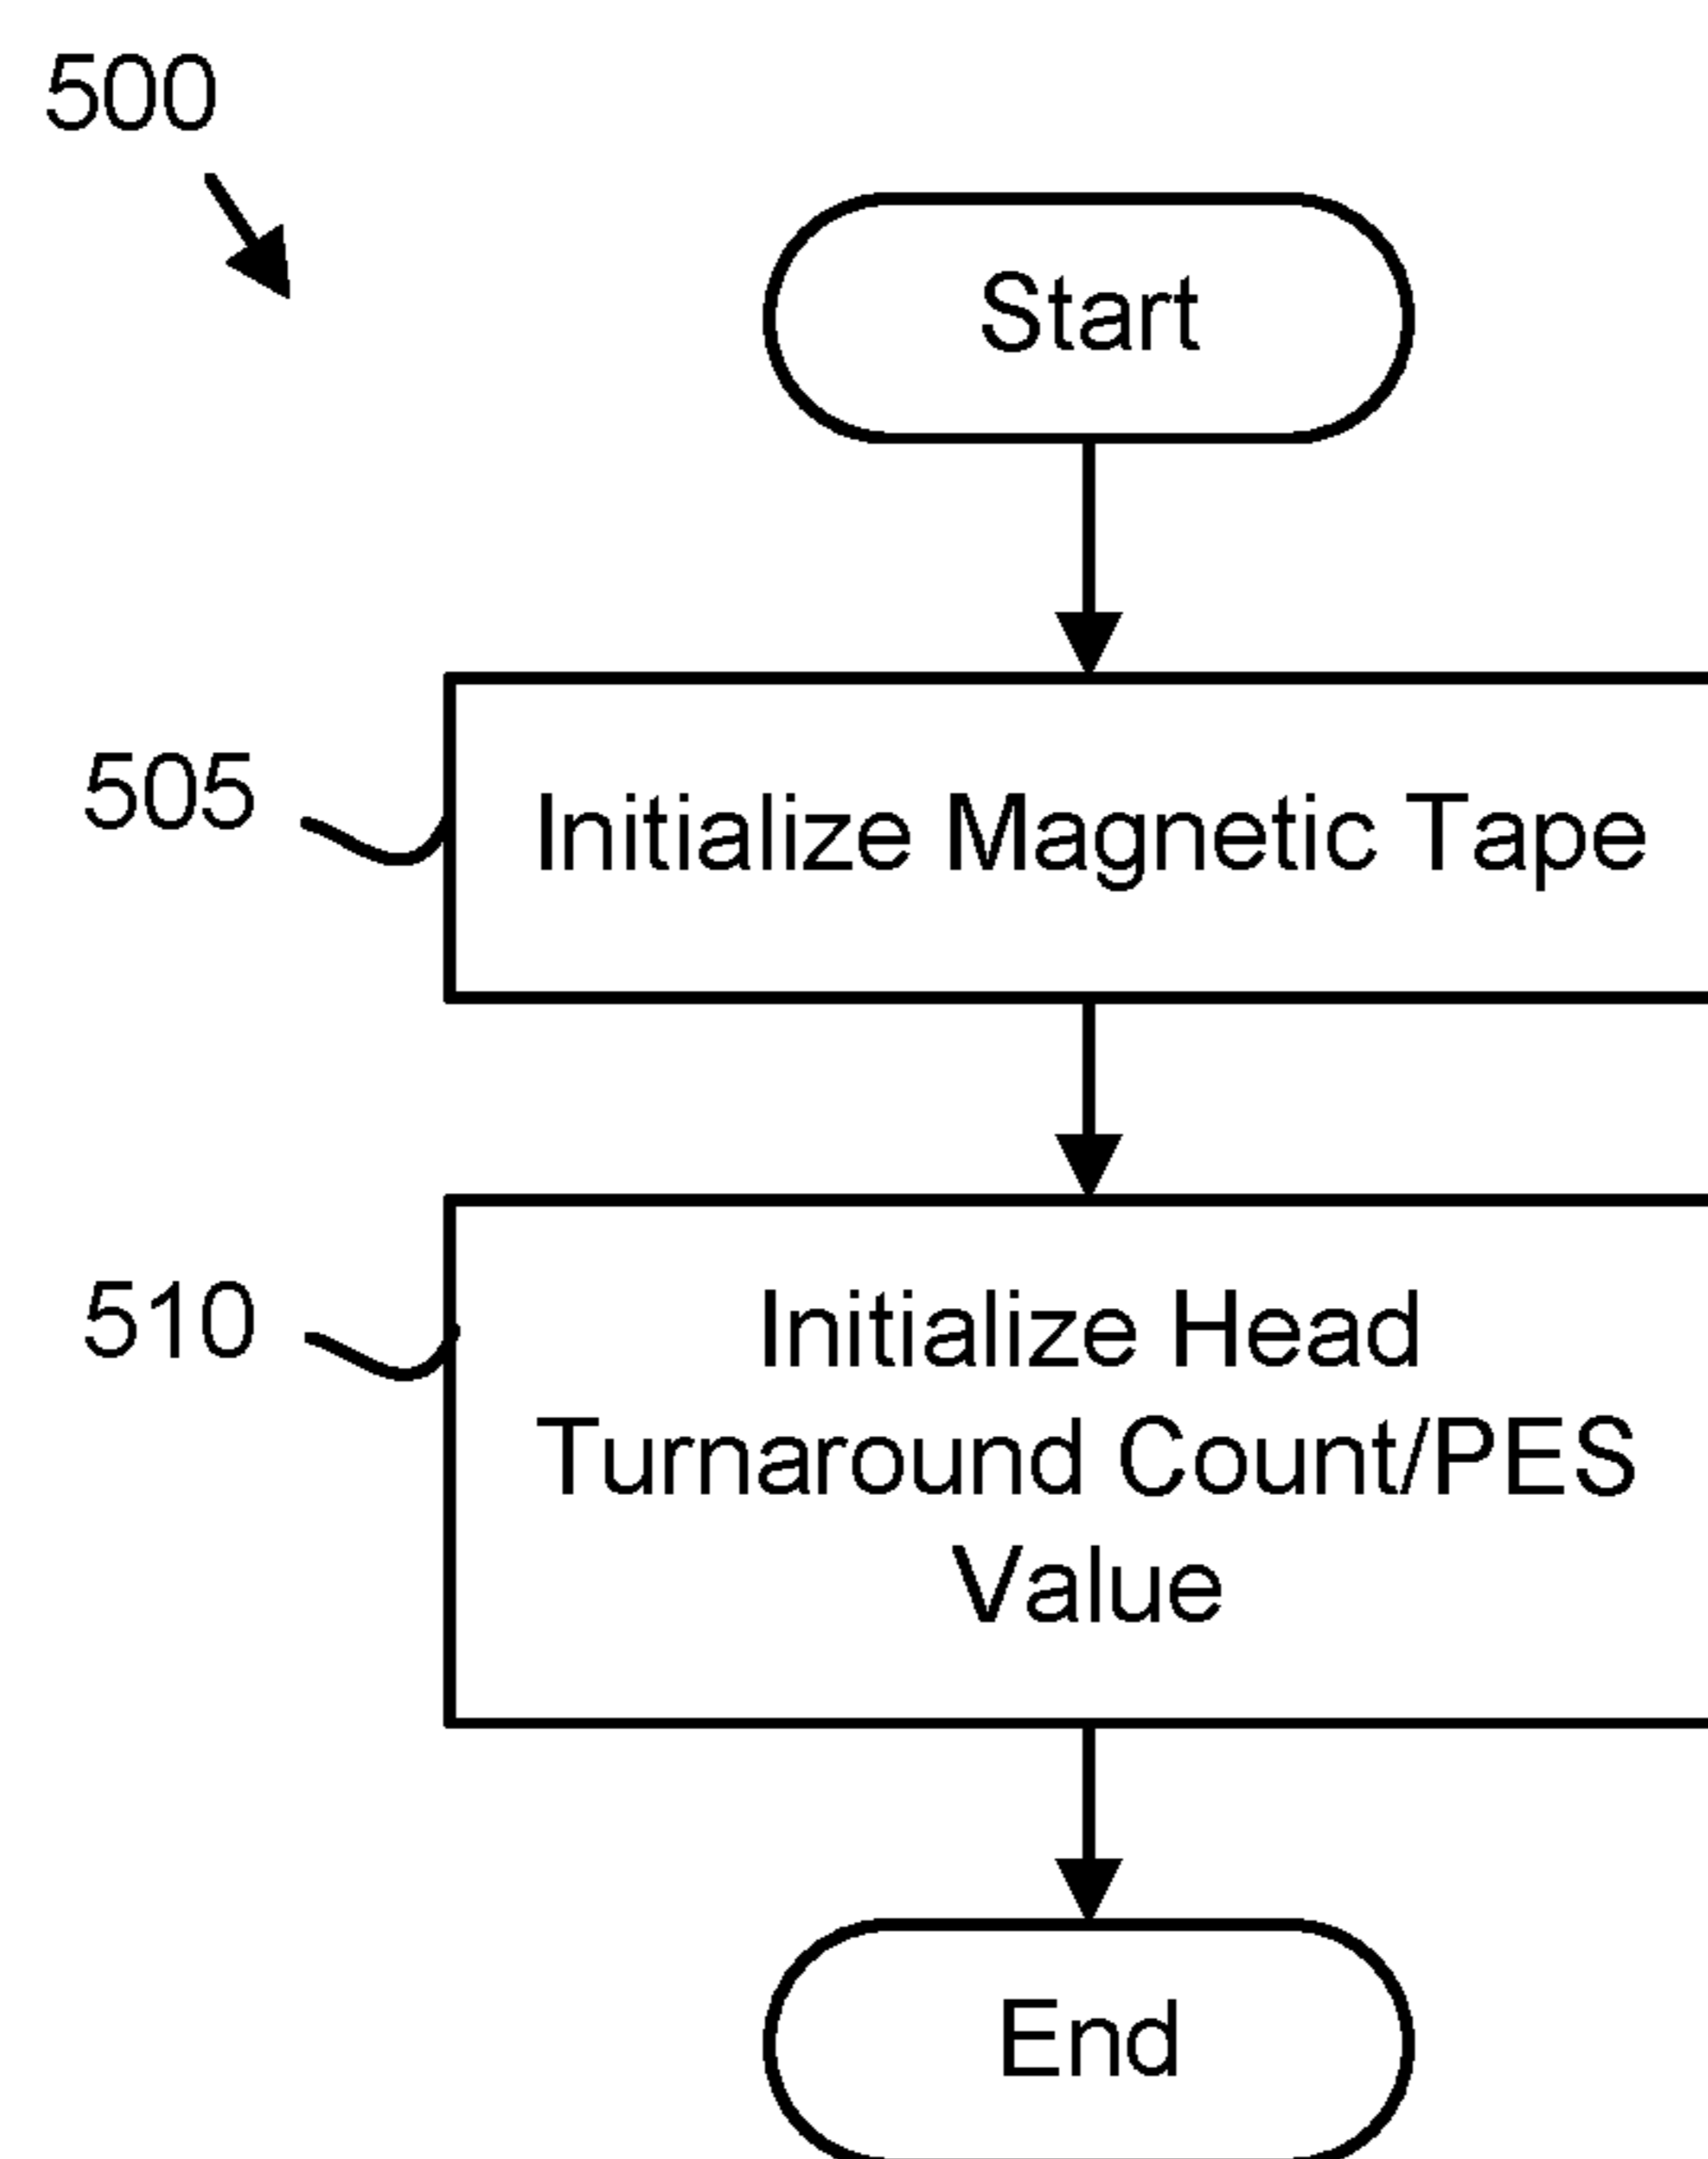 500
Start
505
Initialize Magnetic Tape
510
Initialize Head
Turnaround Count/PES
Value
End